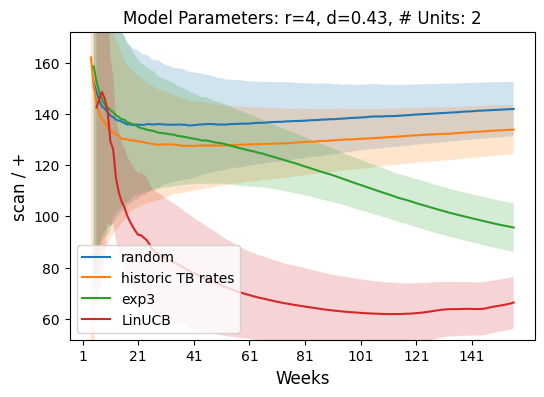 Model Parameters: r=4, d=0.43, # Units: 2
scan / +
160
140
120
100
80
60
random
historic TB rates
exp3
LinUCB
1 21 41 61 81 101 121 141
Weeks